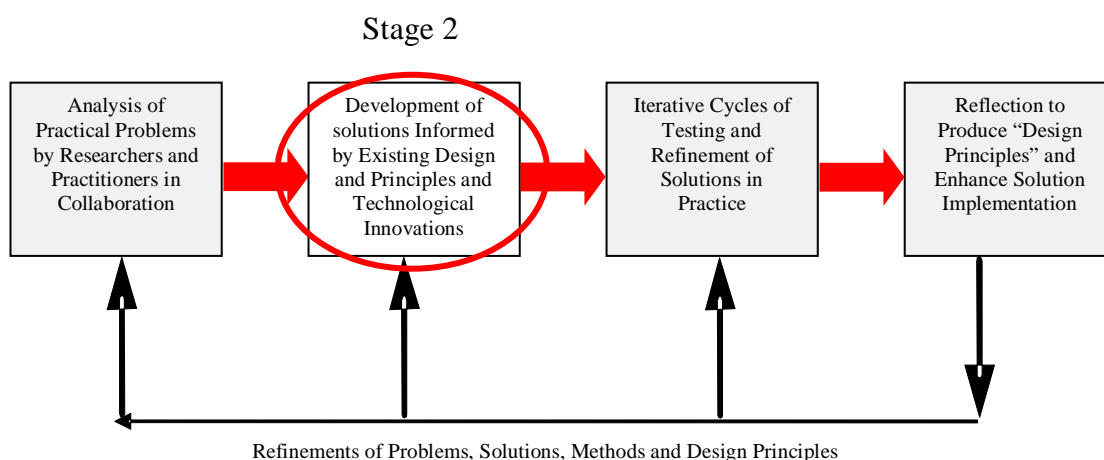 Stage 2
Analysis of
Practical Problems
by Researchers and
Practitioners in
Collaboration
Development of
solutions Informed
by Existing Design
and Principles and
Technological
Innovations
Iterative Cycles of
Testing and
Refinement of
Solutions in
Practice
Reflection to
Produce “Design
Principles” and
Enhance Solution
Implementation
Refinements of Problems, Solutions, Methods and Design Principles